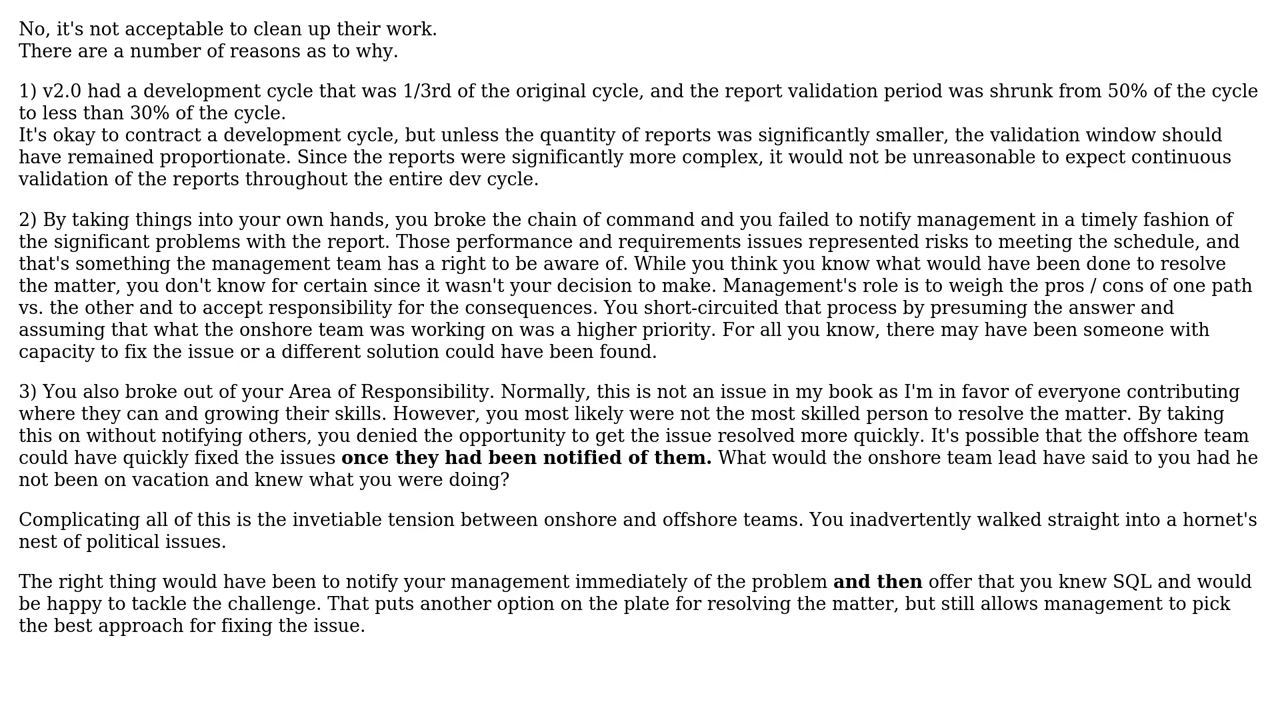 No, it's not acceptable to clean up their work.
There are a number of reasons as to why.
1) v2.0 had a development cycle that was 1/3rd of the original cycle, and the report validation period was shrunk from 50% of the cycle
to less than 30% of the cycle.
It's okay to contract a development cycle, but unless the quantity of reports was significantly smaller, the validation window should
have remained proportionate. Since the reports were significantly more complex, it would not be unreasonable to expect continuous
validation of the reports throughout the entire dev cycle.
2) By taking things into your own hands, you broke the chain of command and you failed to notify management in a timely fashion of
the significant problems with the report. Those performance and requirements issues represented risks to meeting the schedule, and
that's something the management team has a right to be aware of. While you think you know what would have been done to resolve
the matter, you don't know for certain since it wasn't your decision to make. Management's role is to weigh the pros / cons of one path
vs. the other and to accept responsibility for the consequences. You short-circuited that process by presuming the answer and
assuming that what the onshore team was working on was a higher priority. For all you know, there may have been someone with
capacity to fix the issue or a different solution could have been found.
3) You also broke out of your Area of Responsibility. Normally, this is not an issue in my book as I'm in favor of everyone contributing
where they can and growing their skills. However, you most likely were not the most skilled person to resolve the matter. By taking
this on without notifying others, you denied the opportunity to get the issue resolved more quickly. It's possible that the offshore team
could have quickly fixed the issues once they had been notified of them. What would the onshore team lead have said to you had he
not been on vacation and knew what you were doing?
Complicating all of this is the invetiable tension between onshore and offshore teams. You inadvertently walked straight into a hornet's
nest of political issues.
The right thing would have been to notify your management immediately of the problem and then offer that you knew SQL and would
be happy to tackle the challenge. That puts another option on the plate for resolving the matter, but still allows management to pick
the best approach for fixing the issue.